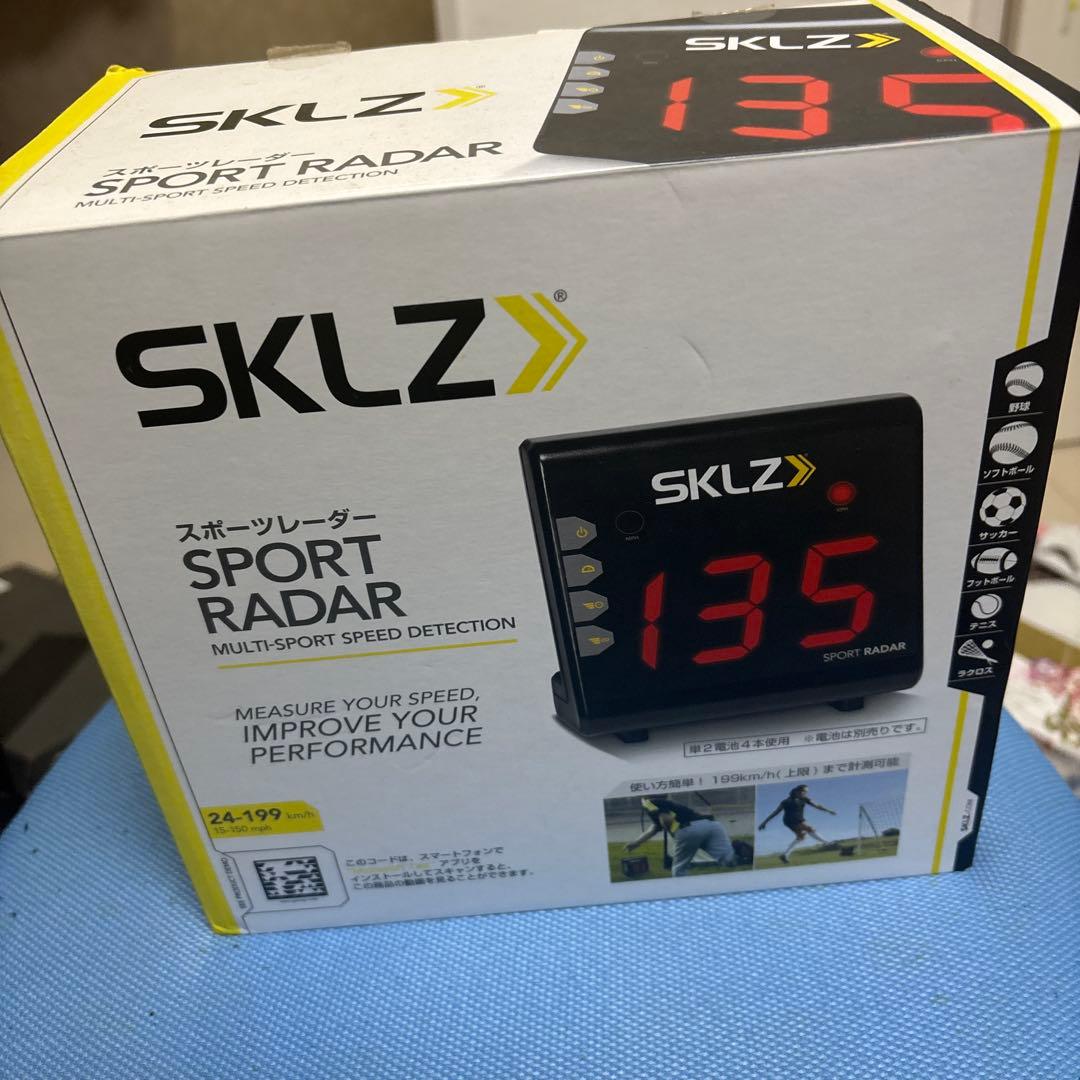 SKLZ
スポーツレーダー
SPORT RADAR
MULTI-SPORT SPEED DETECTION
SKLZ
135
SKLZ®
スポーツレーダー
SPORT
RADAR
MULTI-SPORT SPEED DETECTION
MEASURE YOUR SPEED,
IMPROVE YOUR
PERFORMANCE
24-199 km/h
15-150 mph
このコードは、スマートフォンで
アプリを
インストールしてスキャンすると、
この商品の動画を見ることができます。
SKLZ
MPH
135
SPORT RADAR
単2電池4本使用 ※電池は別売りです。
使い方簡単! 199km/h(上限)まで計測可能
野球
ソフトボール
サッカー
フットボール
テニス
ラクロス
SKLZ.COM